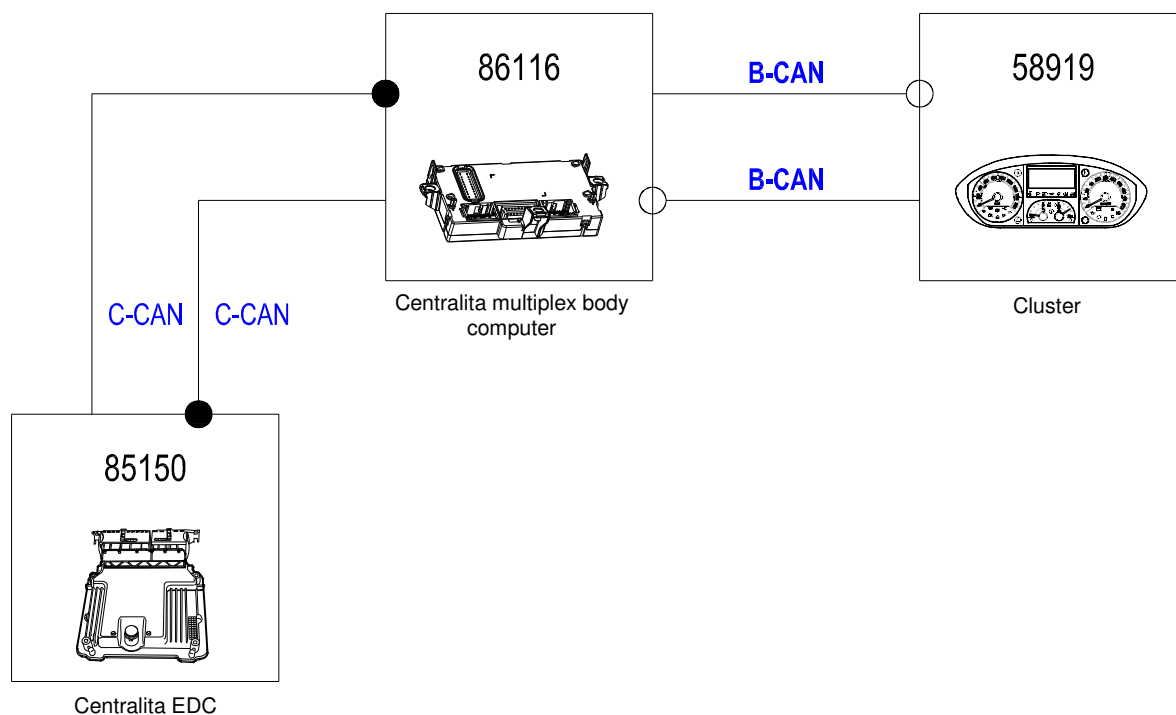 86116
B-CAN
58919
B-CAN
Centralita multiplex body
computer
Cluster
C-CAN
C-CAN
85150
Centralita EDC